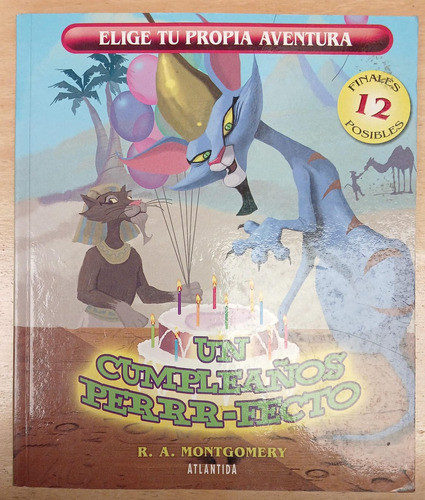 ELIGE TU PROPIA AVENTURA
FINALES
12
POSIBLES
UN
CUMPLEAÑOS
PERRR-FECTO
R. A. MONTGOMERY
ATLANTIDA